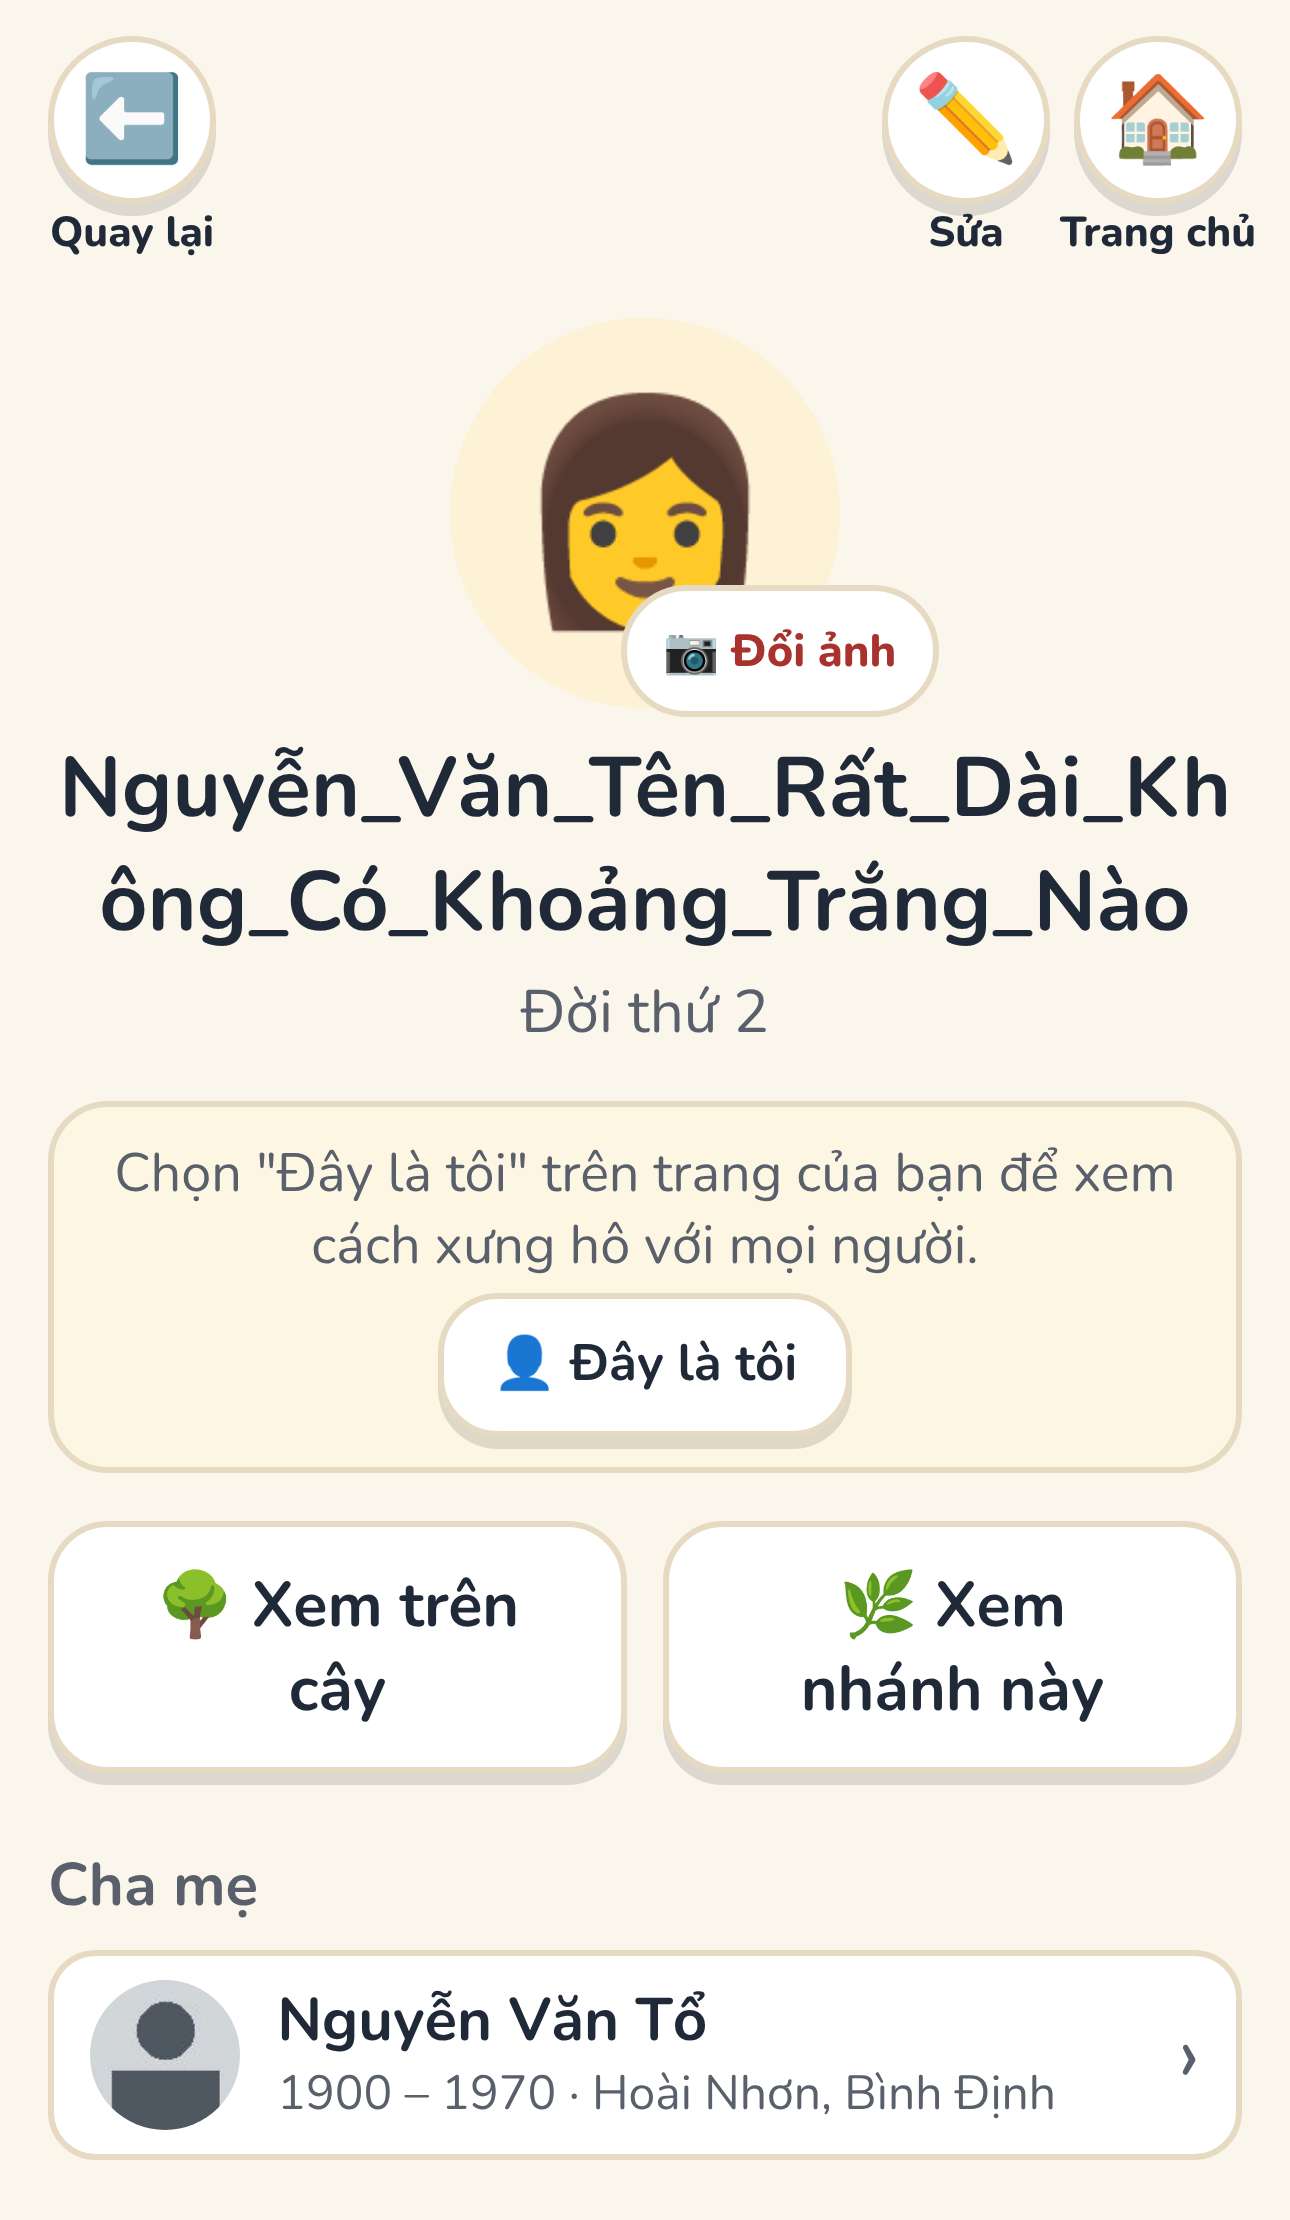 Quay lại
Sửa
Trang chủ
Đổi ảnh
Nguyễn_Văn_Tên_Rất_Dài_Kh
ông_Có_Khoảng_Trắng_Nào
Đời thứ 2
Chọn "Đây là tôi" trên trang của bạn để xem
cách xưng hô với mọi người.
Đây là tôi
Xem trên
cây
Xem
nhánh này
Cha mẹ
Nguyễn Văn Tổ
1900 – 1970 · Hoài Nhơn, Bình Định